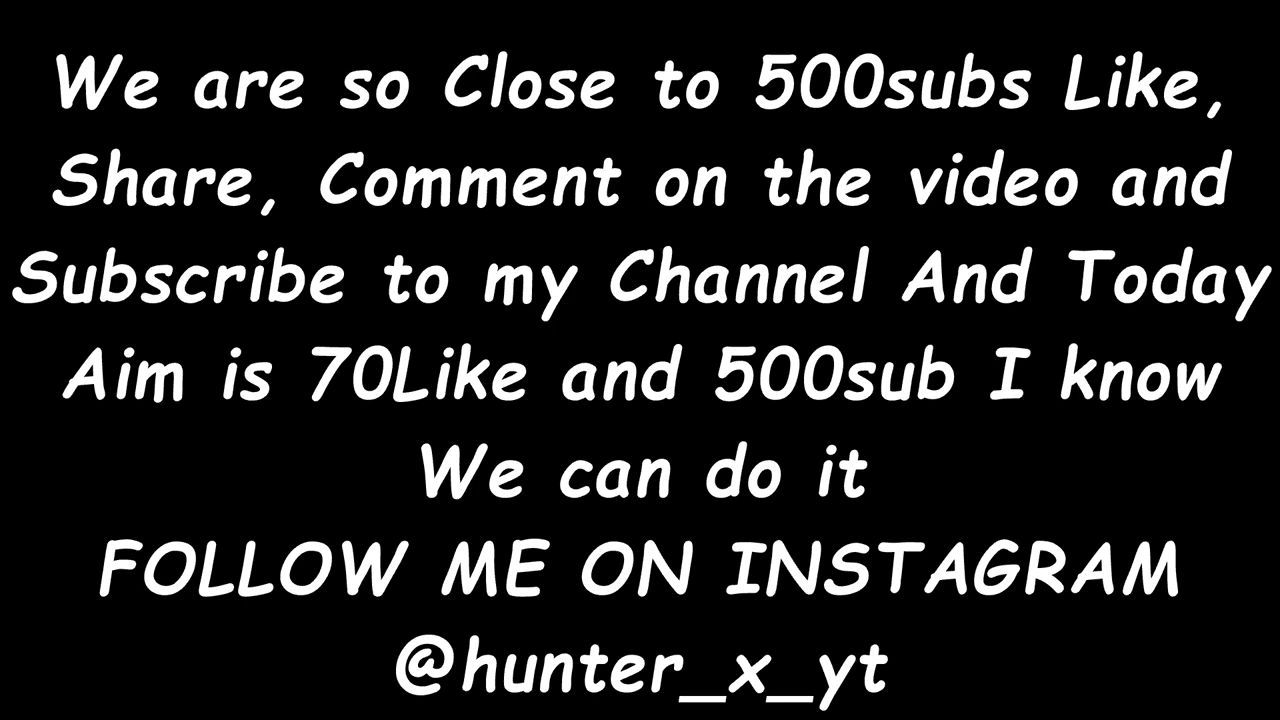 We are so Close to 500subs Like,
Share, Comment on the video and
Subscribe to my Channel And Today
Aim is 70Like and 500sub I know
We can do it
FOLLOW ME ON INSTAGRAM
@hunter_x_yt